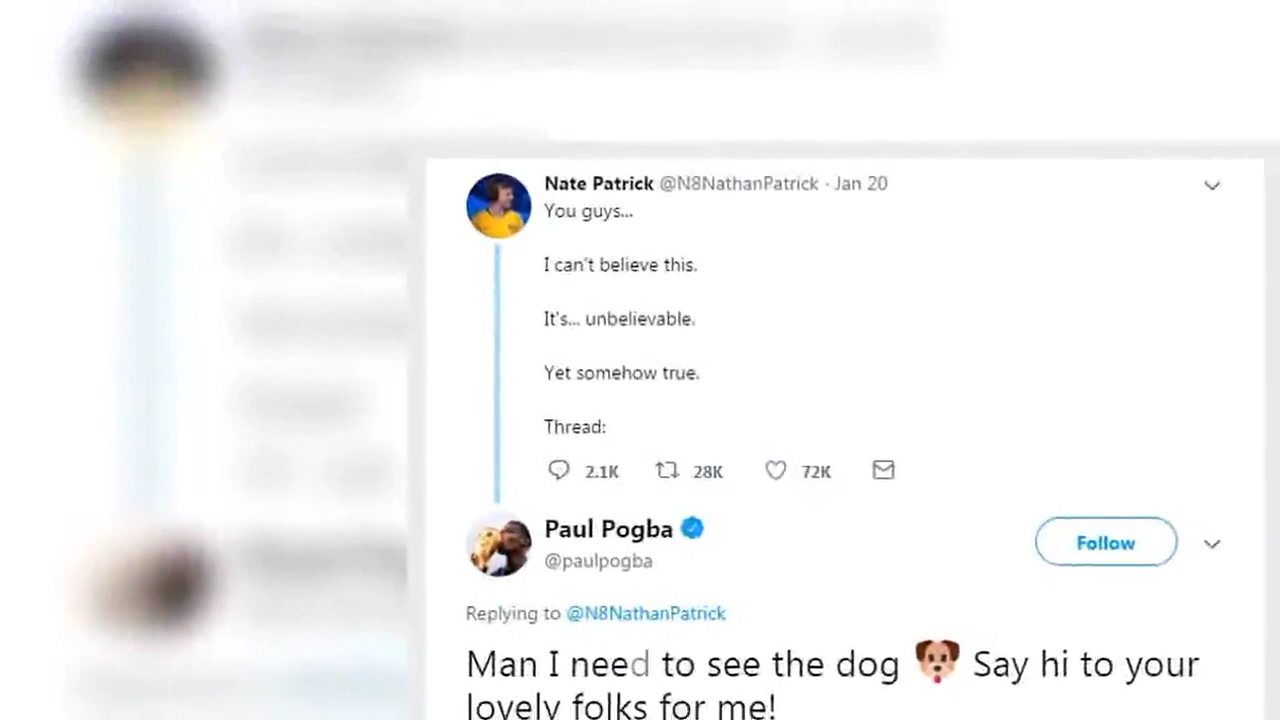 Nate Patrick @N8NathanPatrick · Jan 20
You guys...
I can't believe this.
It's... unbelievable.
Yet somehow true.
Thread:
2.1K 28K 72K
Paul Pogba
@paulpogba
Follow
Replying to @N8NathanPatrick
Man I need to see the dog 🐶 Say hi to your
lovely folks for me!